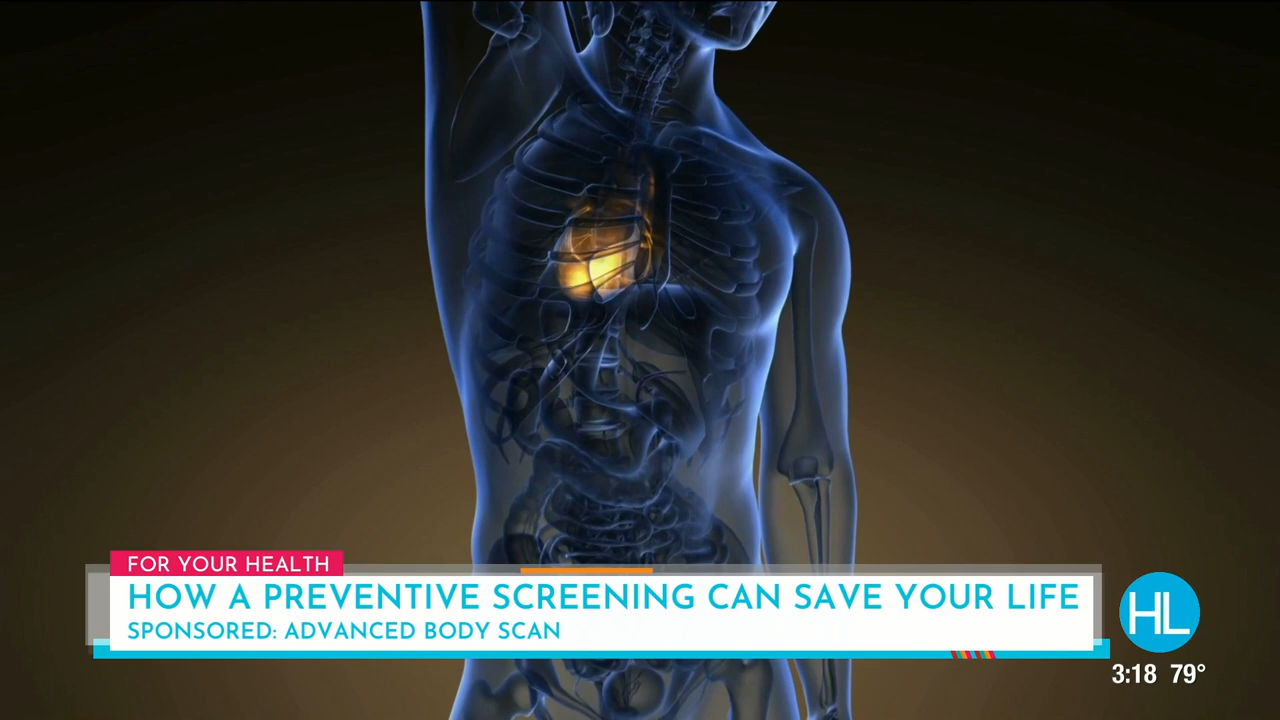 FOR YOUR HEALTH
HOW A PREVENTIVE SCREENING CAN SAVE YOUR LIFE
SPONSORED: ADVANCED BODY SCAN
HL
3:18 79°